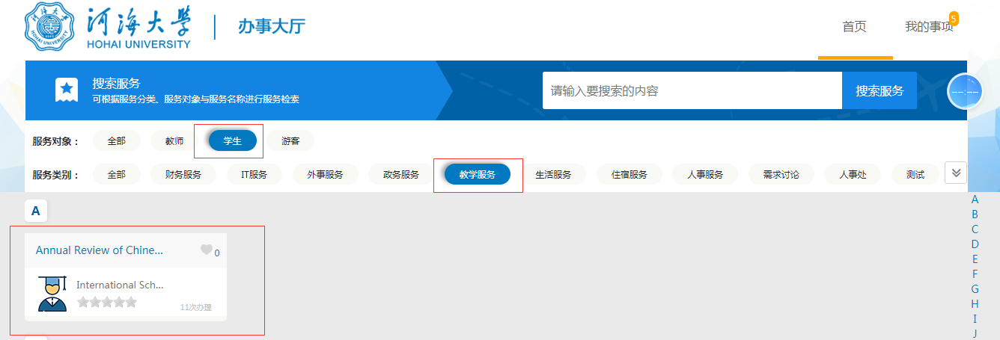 河海大学
HOHAI UNIVERSITY
办事大厅
首页
我的事项
5
搜索服务
可根据服务分类、服务对象与服务名称进行服务检索
请输入要搜索的内容
搜索服务
服务对象：
全部
教师
学生
游客
服务类别：
全部
财务服务
IT服务
外事服务
政务服务
教学服务
生活服务
住宿服务
人事服务
需求讨论
人事处
测试
A
Annual Review of Chine...
0
International Sch...
11次办理
A
B
C
D
E
F
G
H
I
J